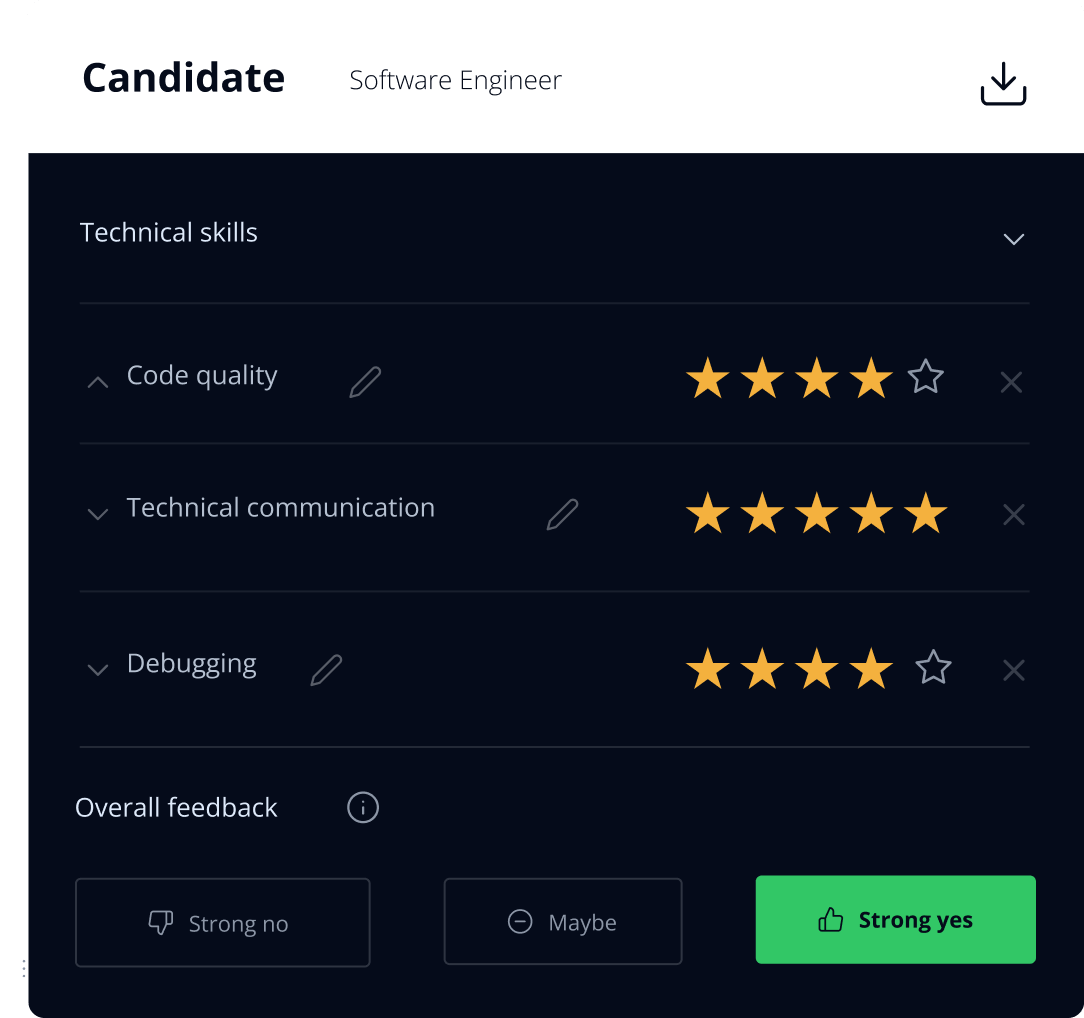 Candidate Software Engineer
Technical skills
Code quality
Technical communication
Debugging
Overall feedback
Strong no Maybe Strong yes